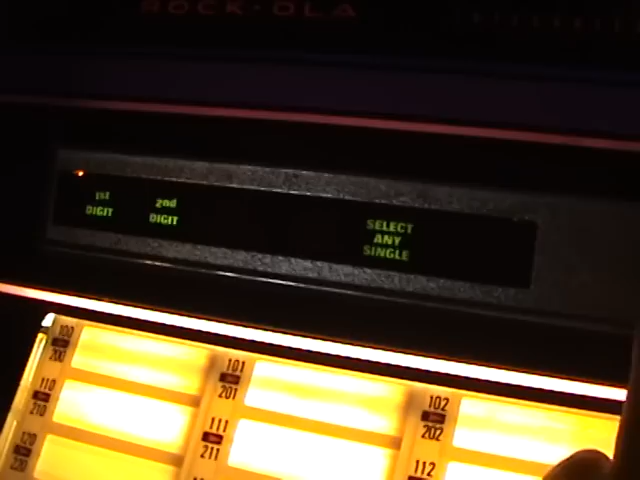 ROCK-OLA
1st
DIGIT
2nd
DIGIT
SELECT
ANY
SINGLE
100
200
101
201
102
202
110
210
111
211
112
120
220